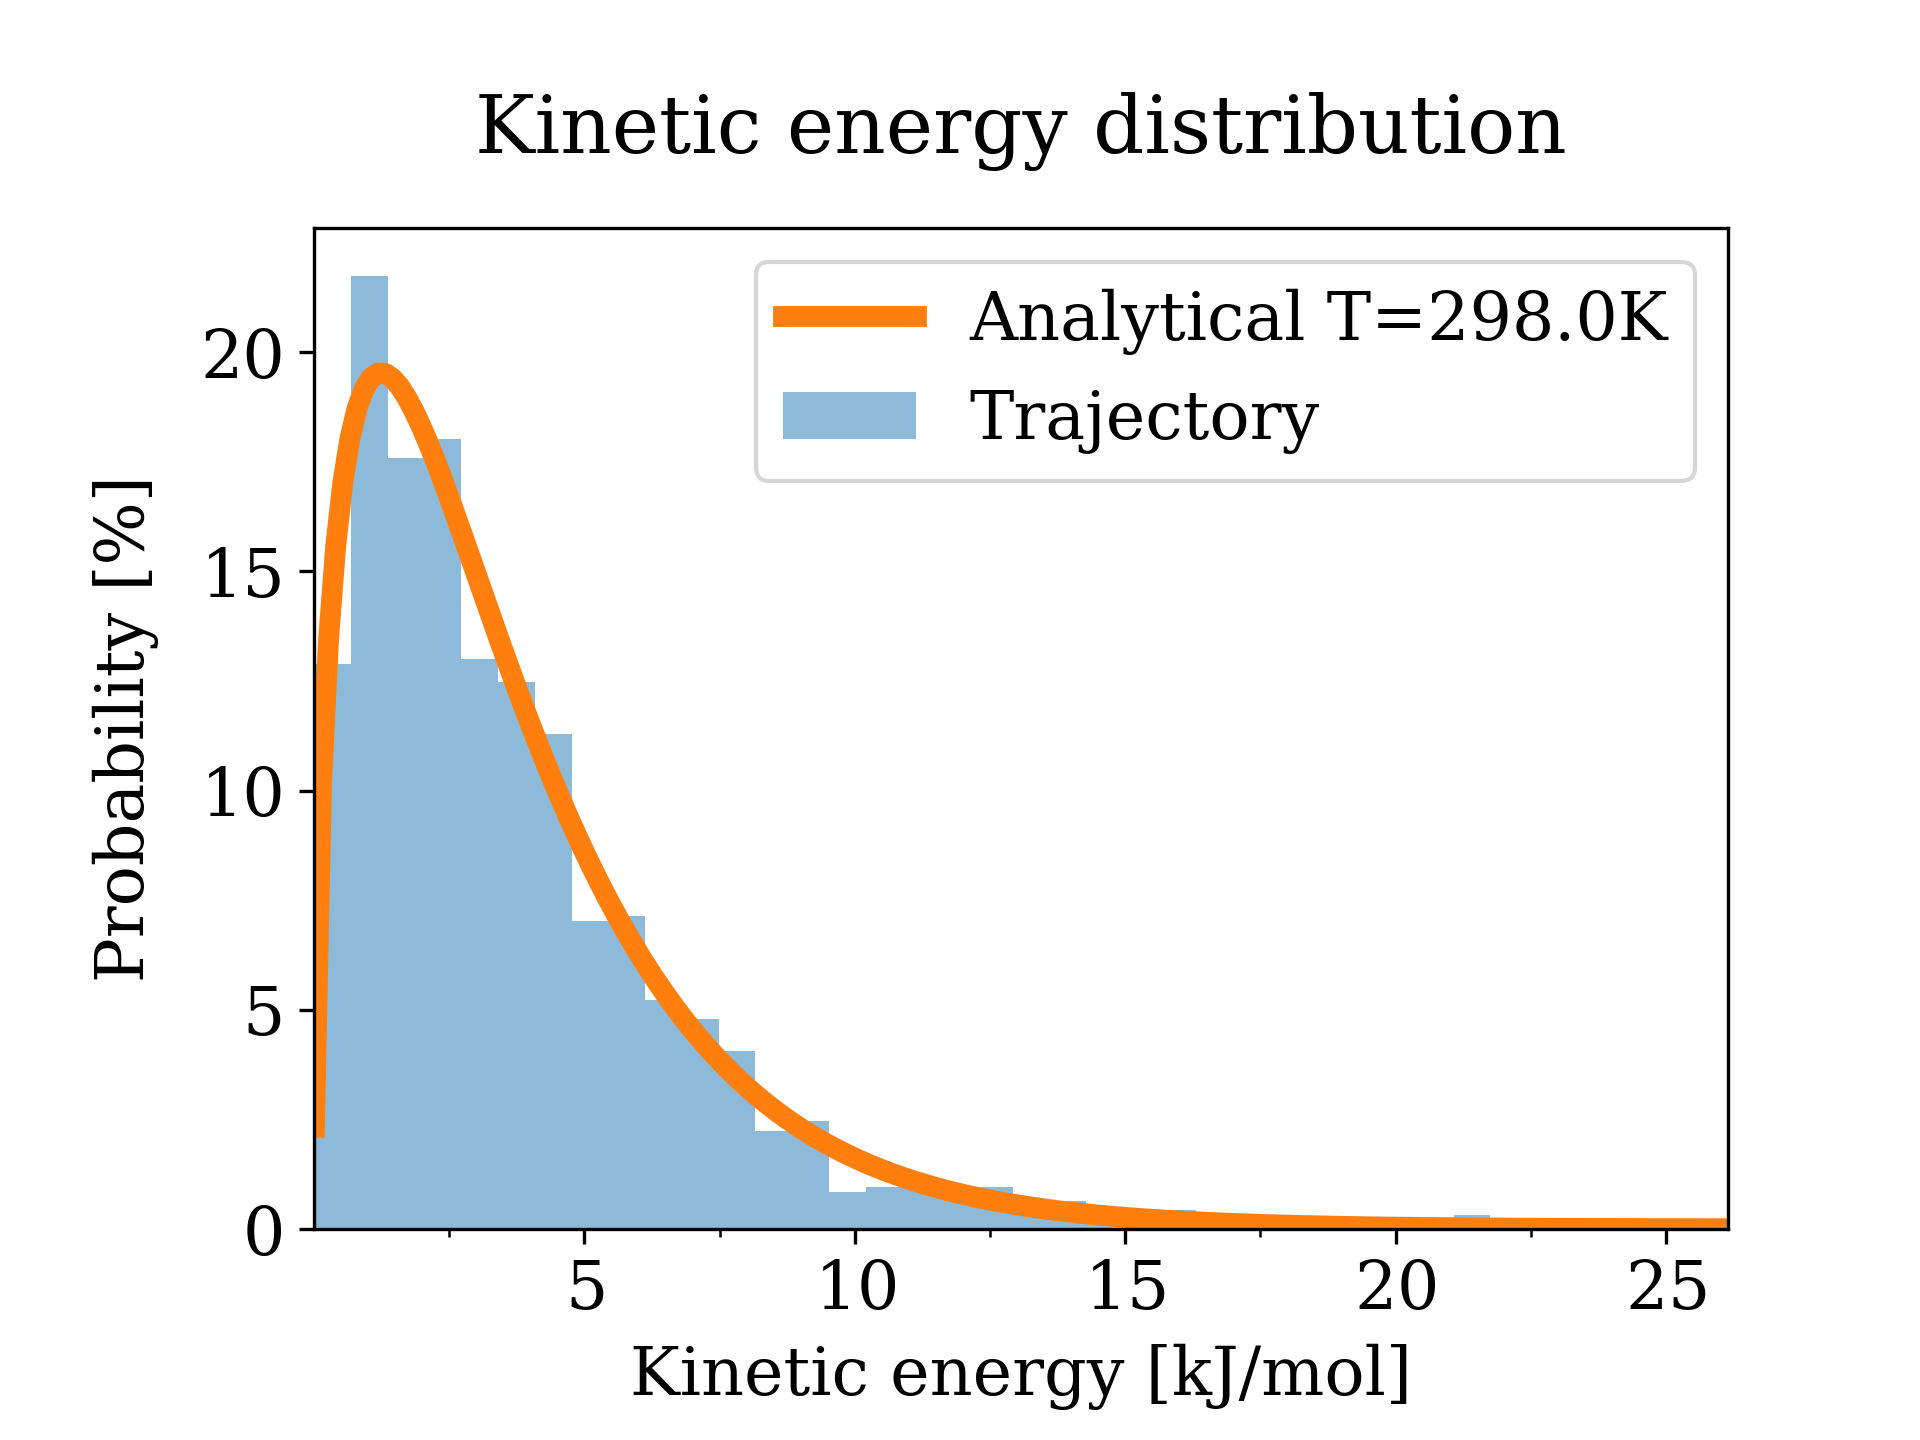 Kinetic energy distribution
Analytical T=298.0K
Trajectory
Probability [%]
20
15
10
5
0
5 10 15 20 25
Kinetic energy [kJ/mol]